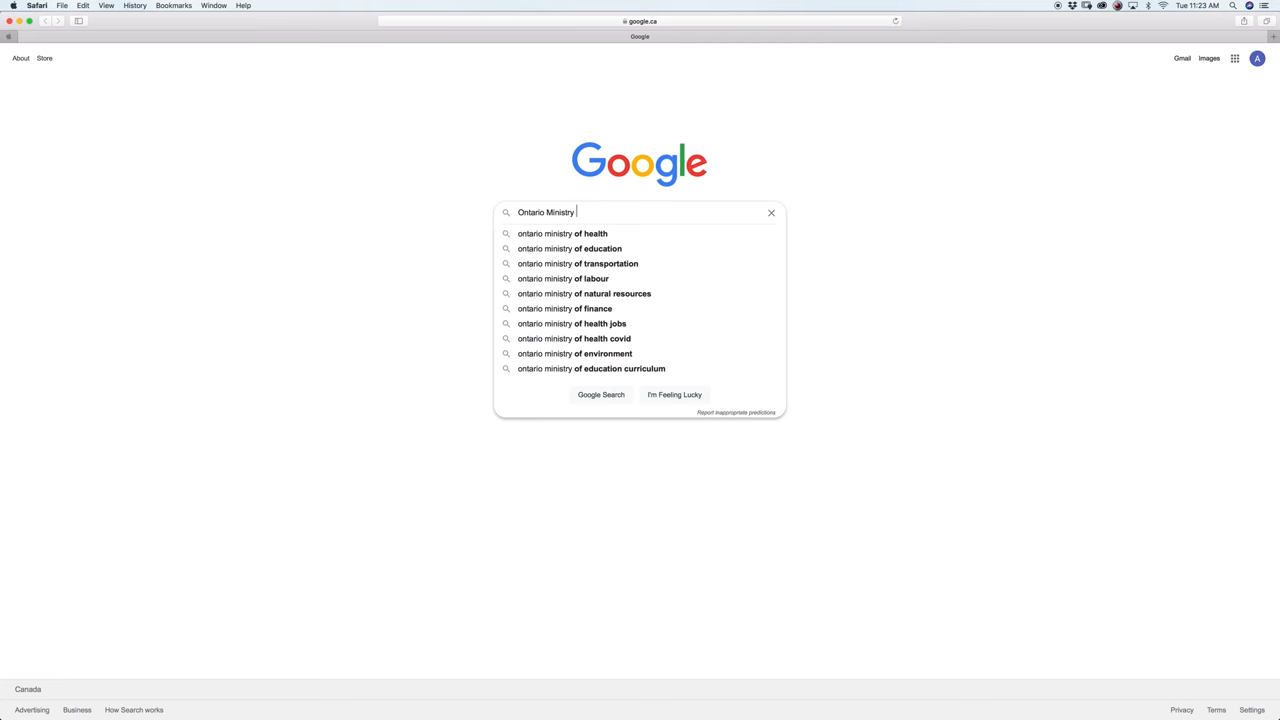 Safari File Edit View History Bookmarks Window Help Tue 11:23 AM
google.ca
Google
About Store Gmail Images A
Google
Ontario Ministry
ontario ministry of health
ontario ministry of education
ontario ministry of transportation
ontario ministry of labour
ontario ministry of natural resources
ontario ministry of finance
ontario ministry of health jobs
ontario ministry of health covid
ontario ministry of environment
ontario ministry of education curriculum
Google Search I'm Feeling Lucky
Report inappropriate predictions
Canada
Advertising Business How Search works Privacy Terms Settings